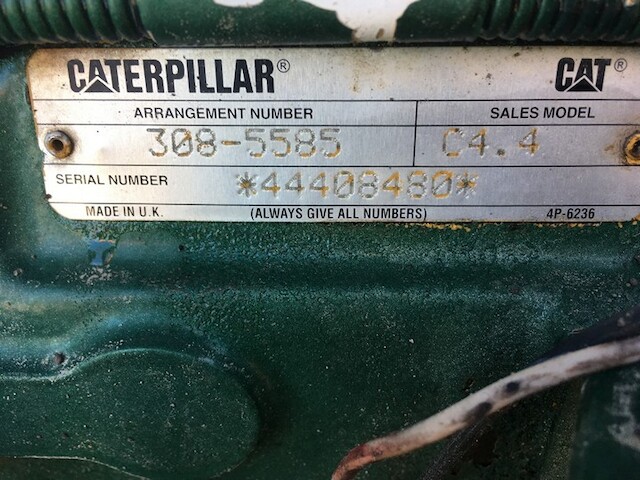 CATERPILLAR® CAT®
ARRANGEMENT NUMBER SALES MODEL
308-5585 C4.4
SERIAL NUMBER *44408480*
MADE IN U.K. (ALWAYS GIVE ALL NUMBERS) 4P-6236